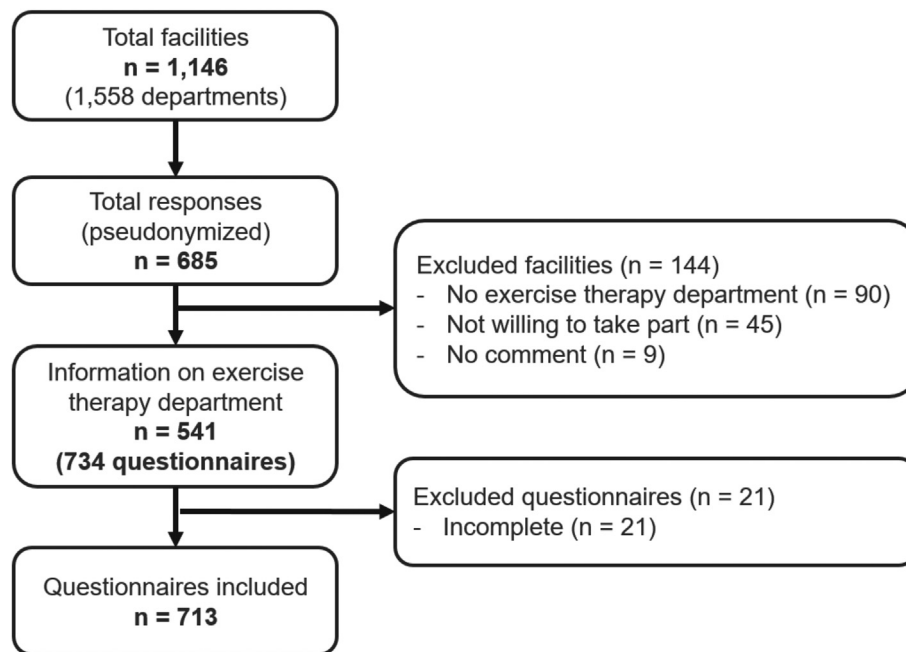 Total facilities
n = 1,146
(1,558 departments)
Total responses
(pseudonymized)
n = 685
Excluded facilities (n = 144)
- No exercise therapy department (n = 90)
- Not willing to take part (n = 45)
- No comment (n = 9)
Information on exercise
therapy department
n = 541
(734 questionnaires)
Excluded questionnaires (n = 21)
- Incomplete (n = 21)
Questionnaires included
n = 713